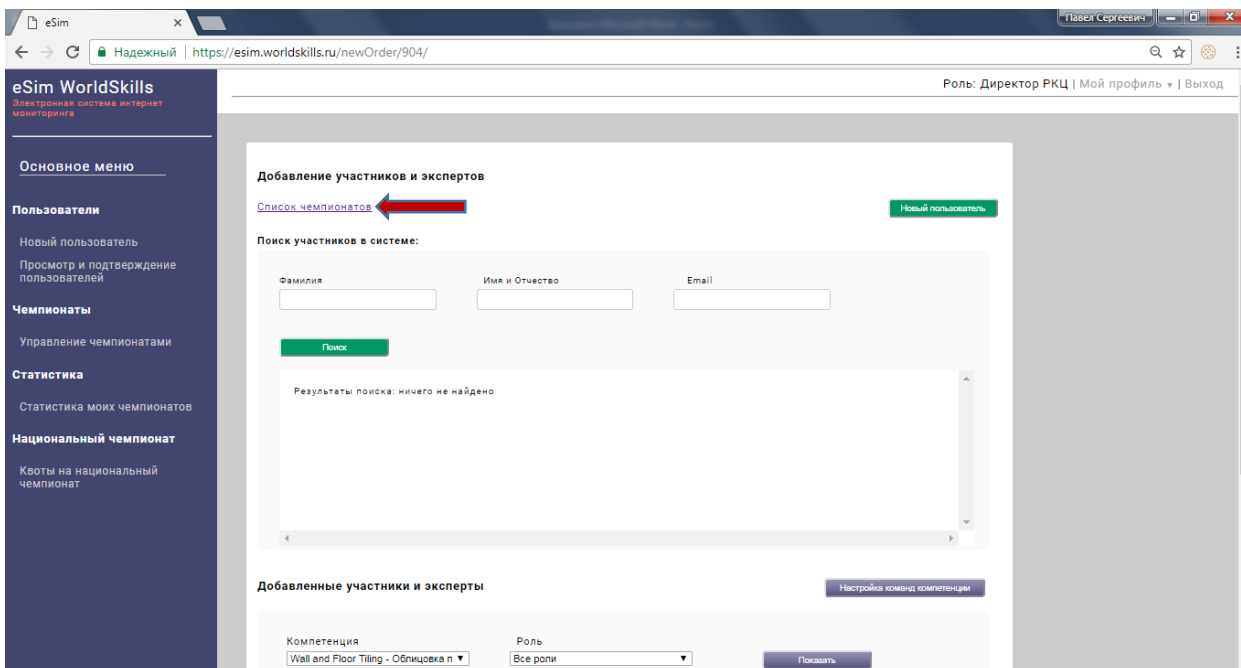 eSim
Павел Сергеевич
Надежный
https://esim.worldskills.ru/newOrder/904/
eSim WorldSkills
Электронная система интернет
мониторинга
Роль: Директор РКЦ | Мой профиль ▾ | Выход
Основное меню
Пользователи
Новый пользователь
Просмотр и подтверждение
пользователей
Чемпионаты
Управление чемпионатами
Статистика
Статистика моих чемпионатов
Национальный чемпионат
Квоты на национальный
чемпионат
Добавление участников и экспертов
Список чемпионатов
Новый пользователь
Поиск участников в системе:
Фамилия
Имя и Отчество
Email
Поиск
Результаты поиска: ничего не найдено
Добавленные участники и эксперты
Настройка команд компетенции
Компетенция
Роль
Wall and Floor Tiling - Облицовка п
Все роли
Показать